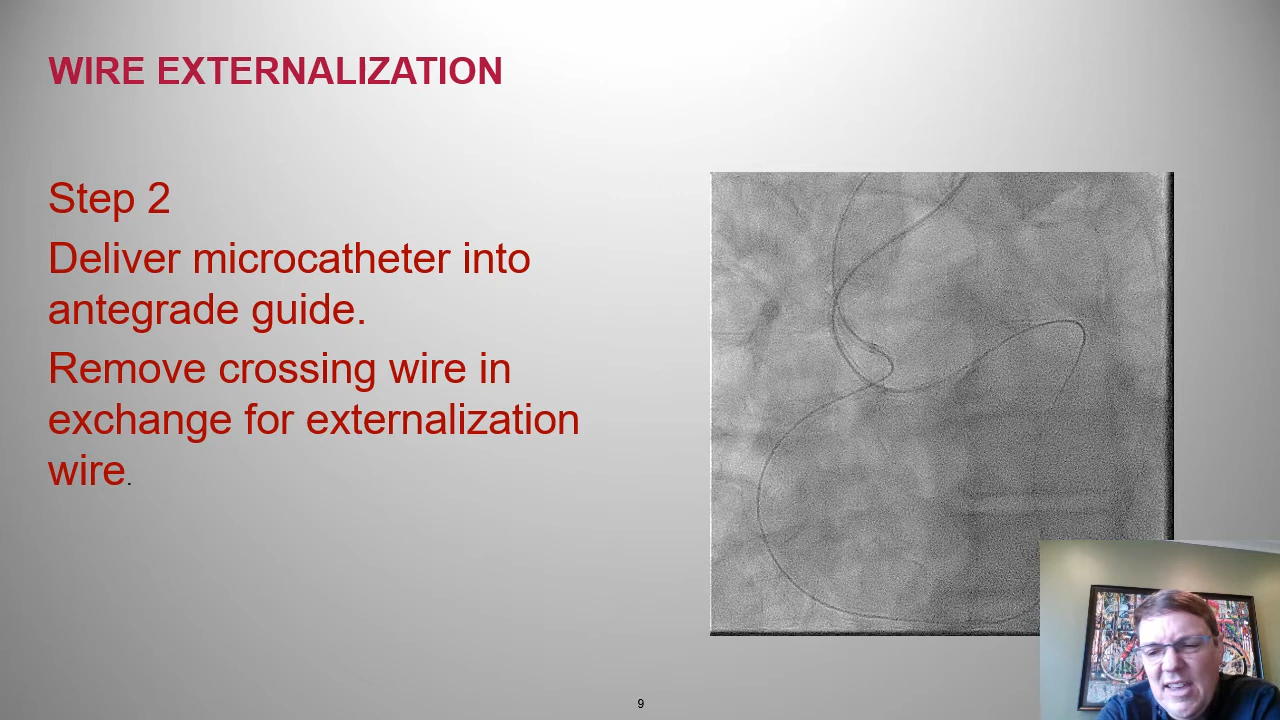 WIRE EXTERNALIZATION
Step 2
Deliver microcatheter into
antegrade guide.
Remove crossing wire in
exchange for externalization
wire.
9